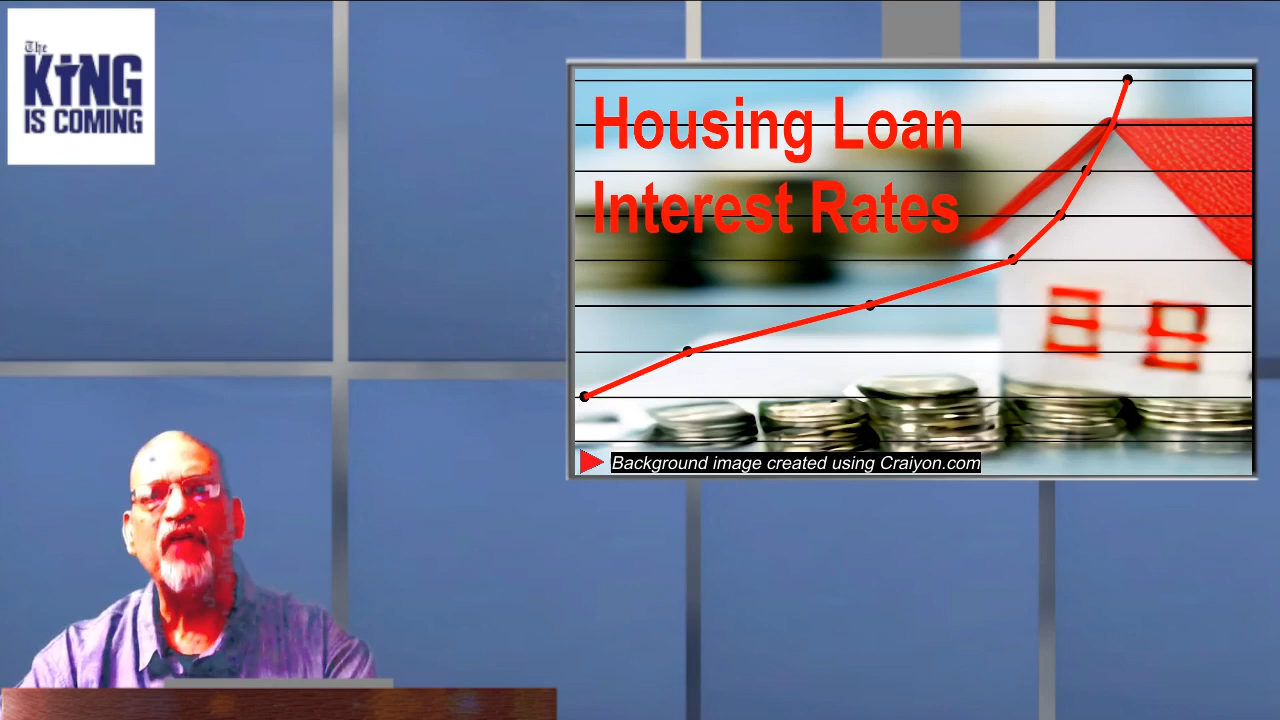 The
KING
IS COMING
Housing Loan
Interest Rates
Background image created using Craiyon.com